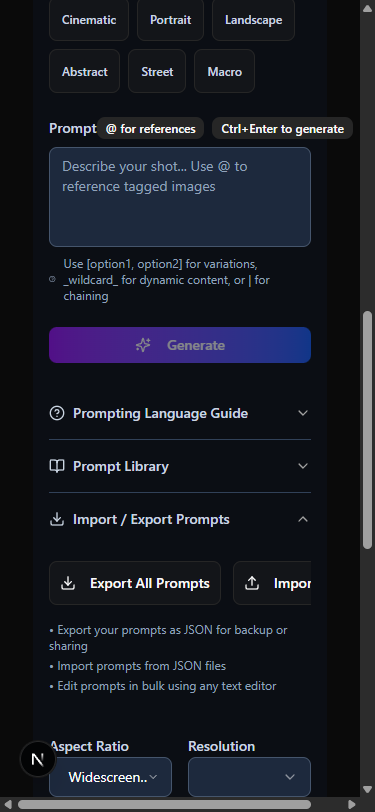 Cinematic
Portrait
Landscape
Abstract
Street
Macro
Prompt
@ for references
Ctrl+Enter to generate
Describe your shot... Use @ to
reference tagged images
Use [option1, option2] for variations,
_wildcard_ for dynamic content, or | for
chaining
Generate
Prompting Language Guide
Prompt Library
Import / Export Prompts
Export All Prompts
Impor
• Export your prompts as JSON for backup or
sharing
• Import prompts from JSON files
• Edit prompts in bulk using any text editor
Aspect Ratio
Resolution
N
Widescreen..